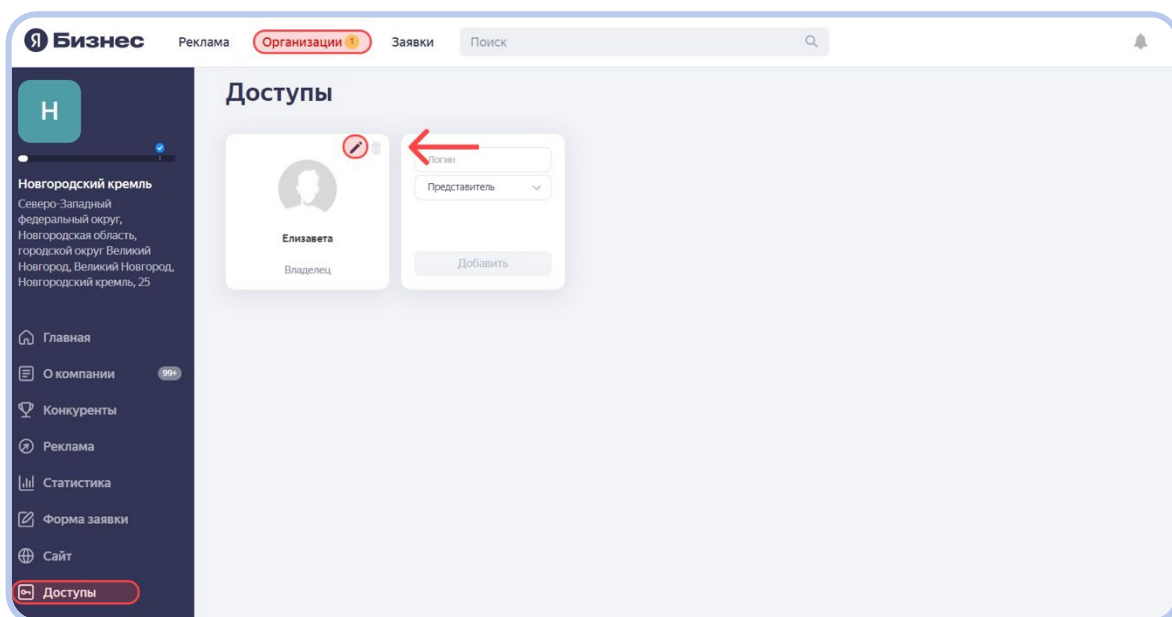 Я Бизнес
Реклама
Организации 1
Заявки
Поиск
Н
Новгородский кремль
Северо-Западный
федеральный округ,
Новгородская область,
городской округ Великий
Новгород, Великий Новгород,
Новгородский кремль, 25
Главная
О компании 99+
Конкуренты
Реклама
Статистика
Форма заявки
Сайт
Доступы
Доступы
Елизавета
Владелец
Логин
Представитель
Добавить